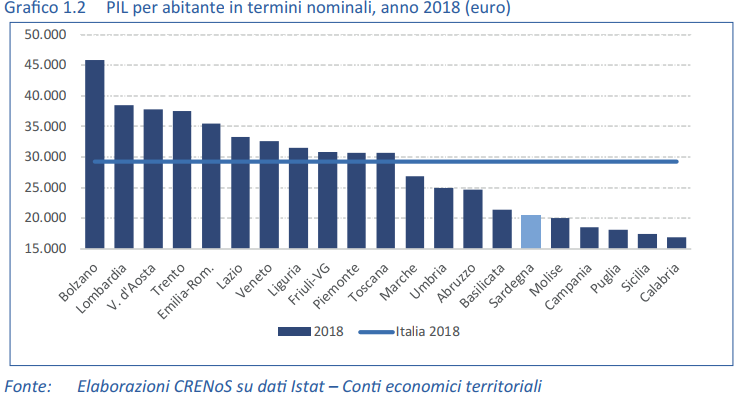 Grafico 1.2 PIL per abitante in termini nominali, anno 2018 (euro)
50.000
45.000
40.000
35.000
30.000
25.000
20.000
15.000
Bolzano
Lombardia
V. d'Aosta
Trento
Emilia-Rom.
Lazio
Veneto
Liguria
Friuli-VG
Piemonte
Toscana
Marche
Umbria
Abruzzo
Basilicata
Sardegna
Molise
Campania
Puglia
Sicilia
Calabria
2018 Italia 2018
Fonte: Elaborazioni CRENoS su dati Istat – Conti economici territoriali